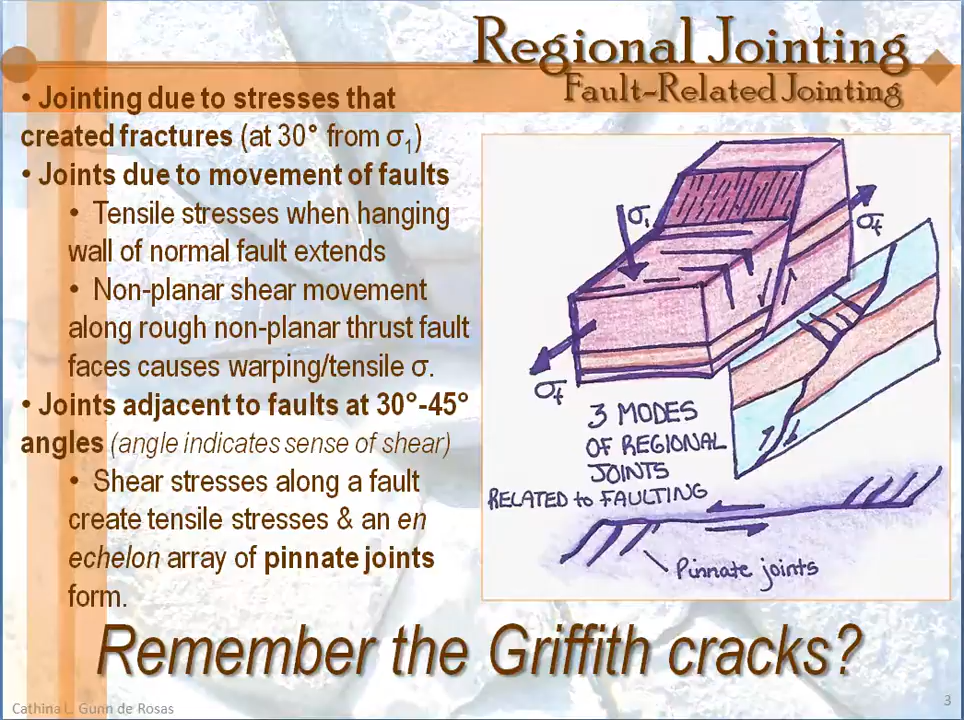 Regional Jointing
Fault-Related Jointing
• Jointing due to stresses that
created fractures (at 30° from σ1)
• Joints due to movement of faults
• Tensile stresses when hanging
wall of normal fault extends
• Non-planar shear movement
along rough non-planar thrust fault
faces causes warping/tensile σ.
• Joints adjacent to faults at 30°-45°
angles (angle indicates sense of shear)
• Shear stresses along a fault
create tensile stresses & an en
echelon array of pinnate joints
form.
σ1
σt
σt
3 MODES
OF REGIONAL
JOINTS
RELATED to FAULTING
Pinnate joints
Remember the Griffith cracks?
Cathina L. Gunn de Rosas
3